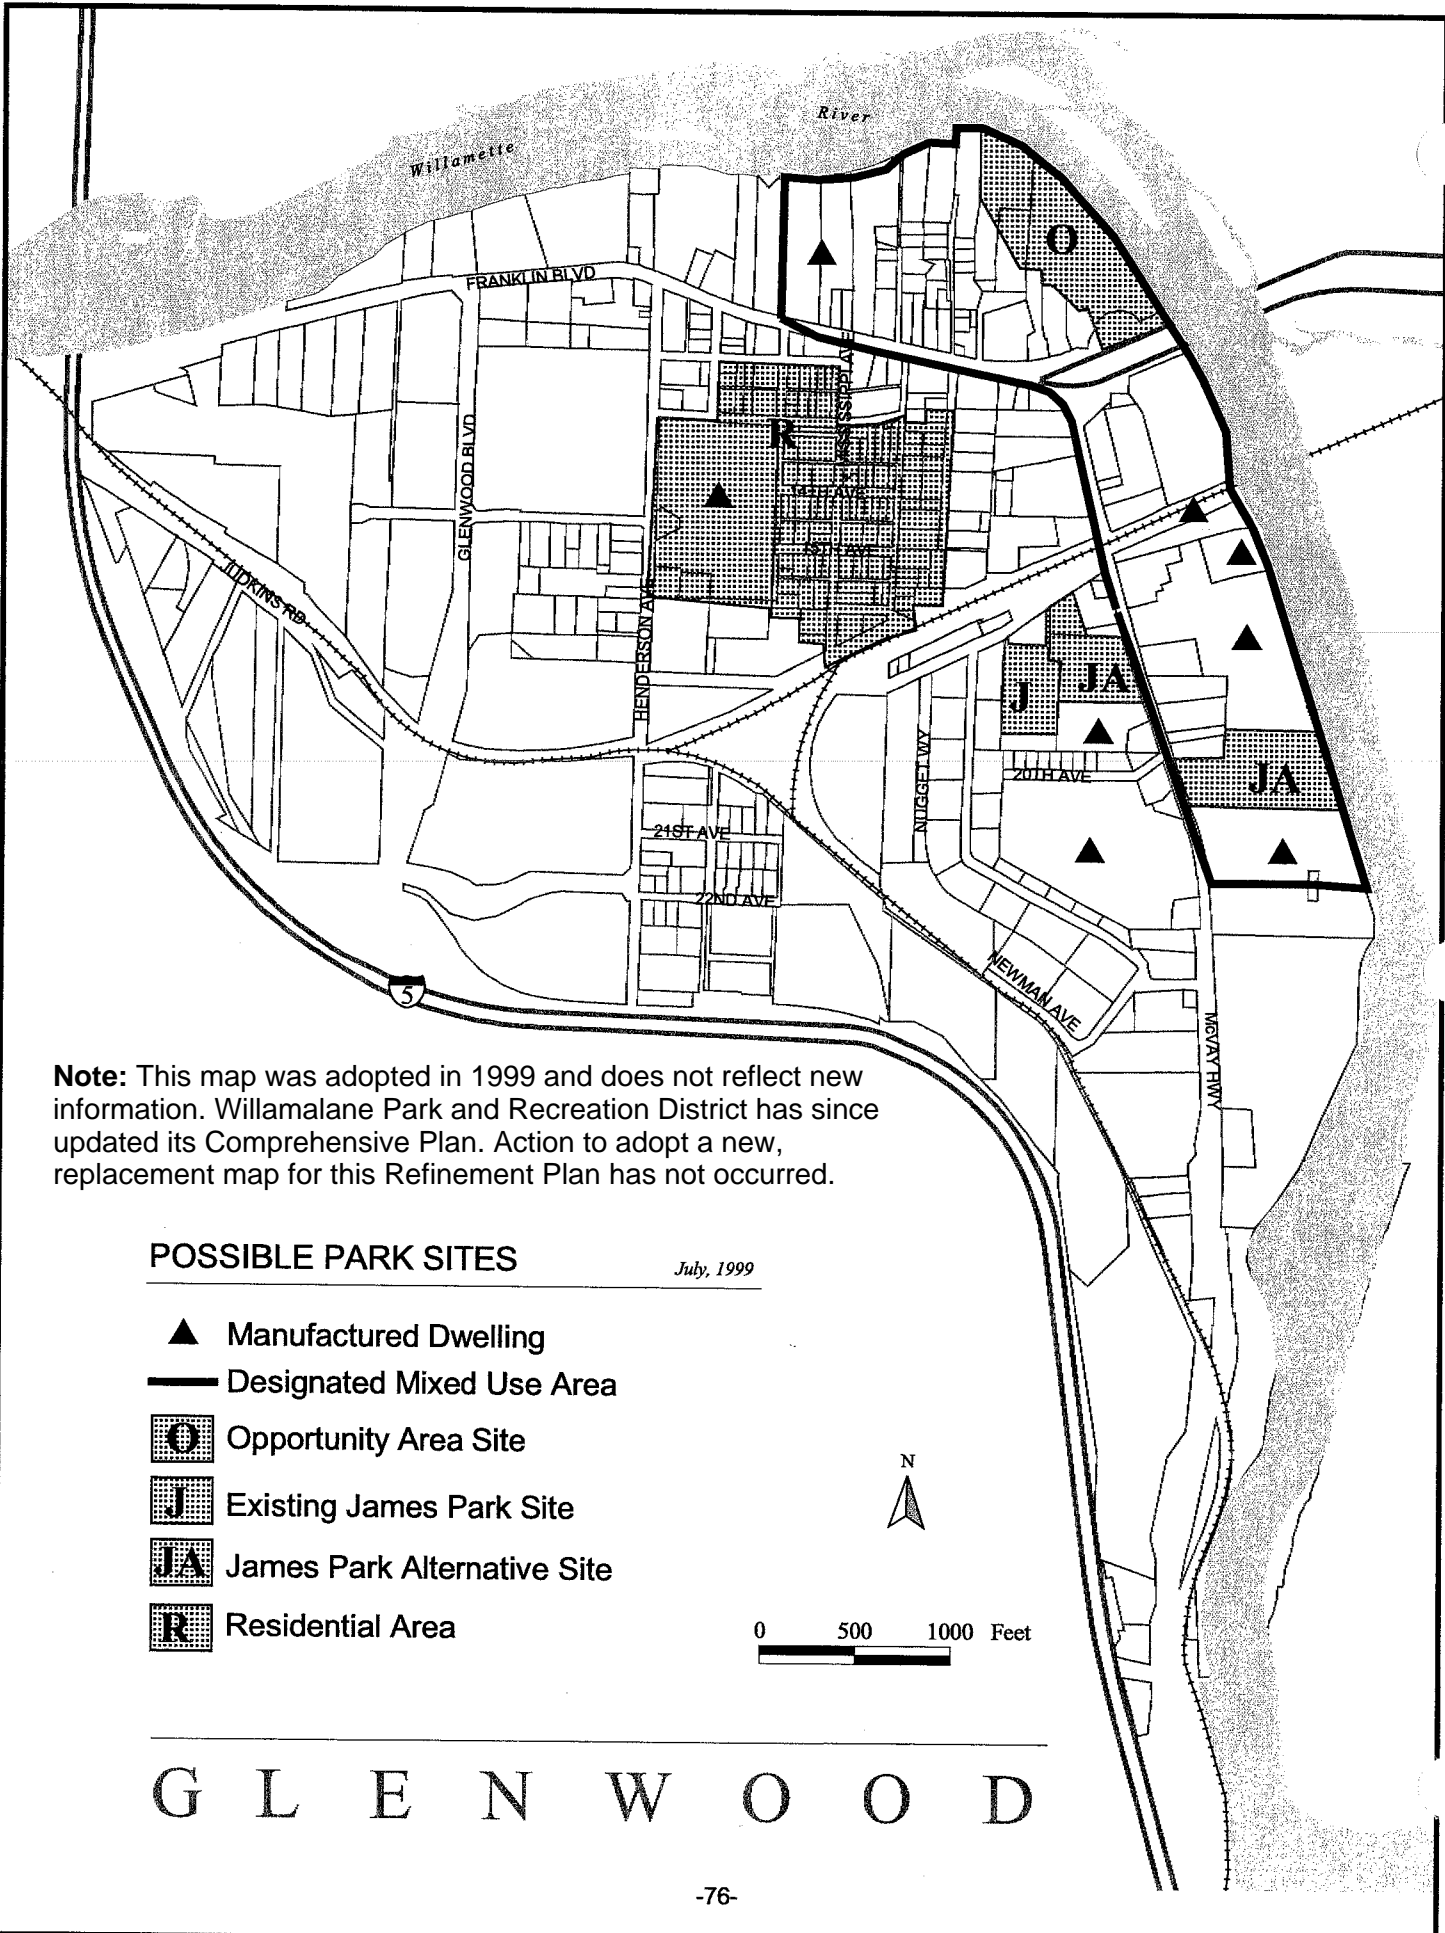 River
Willamette
O
FRANKLIN BLVD
MISSISSIPPI AVE
R
GLENWOOD BLVD
14TH AVE
15TH AVE
JUDKINS RD
HENDERSON AVE
JA
J
NUGGET WY
20TH AVE
JA
21ST AVE
22ND AVE
NEWMAN AVE
5
McVAY HWY
Note: This map was adopted in 1999 and does not reflect new
information. Willamalane Park and Recreation District has since
updated its Comprehensive Plan. Action to adopt a new,
replacement map for this Refinement Plan has not occurred.
POSSIBLE PARK SITES July, 1999
Manufactured Dwelling
Designated Mixed Use Area
O Opportunity Area Site
J Existing James Park Site
JA James Park Alternative Site
R Residential Area
N
0 500 1000 Feet
GLENWOOD
-76-